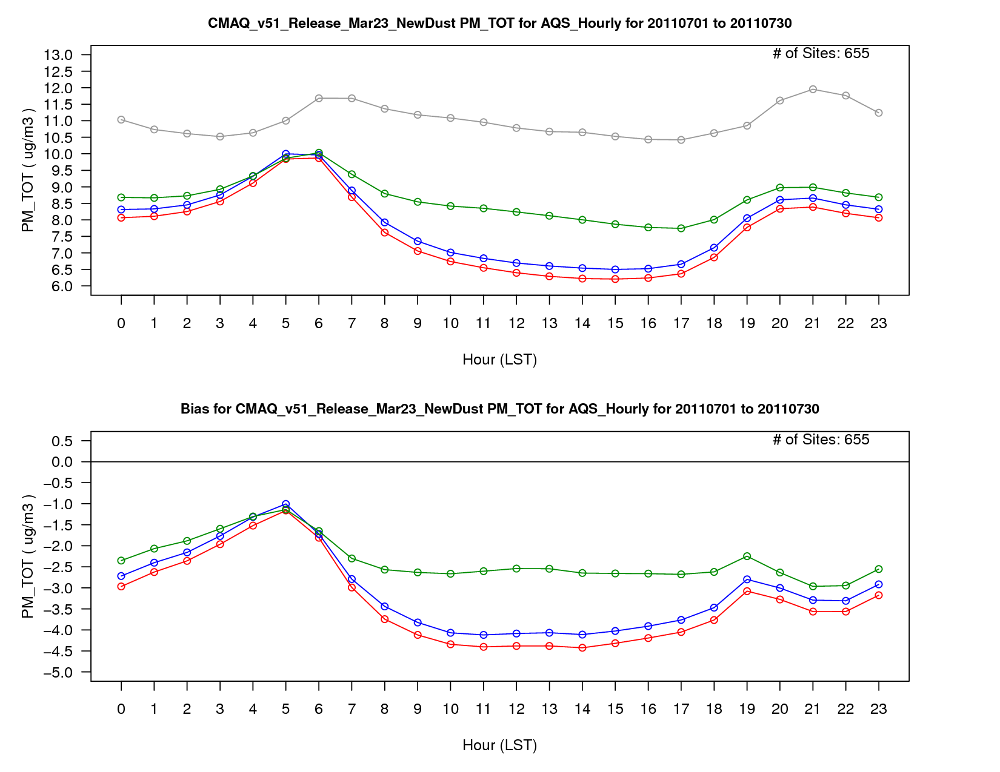 CMAQ_v51_Release_Mar23_NewDust PM_TOT for AQS_Hourly for 20110701 to 20110730
# of Sites: 655
13.0
12.5
12.0
11.5
11.0
10.5
10.0
9.5
9.0
8.5
8.0
7.5
7.0
6.5
6.0
PM_TOT ( ug/m3 )
0 1 2 3 4 5 6 7 8 9 10 11 12 13 14 15 16 17 18 19 20 21 22 23
Hour (LST)
Bias for CMAQ_v51_Release_Mar23_NewDust PM_TOT for AQS_Hourly for 20110701 to 20110730
# of Sites: 655
0.5
0.0
−0.5
−1.0
−1.5
−2.0
−2.5
−3.0
−3.5
−4.0
−4.5
−5.0
PM_TOT ( ug/m3 )
0 1 2 3 4 5 6 7 8 9 10 11 12 13 14 15 16 17 18 19 20 21 22 23
Hour (LST)